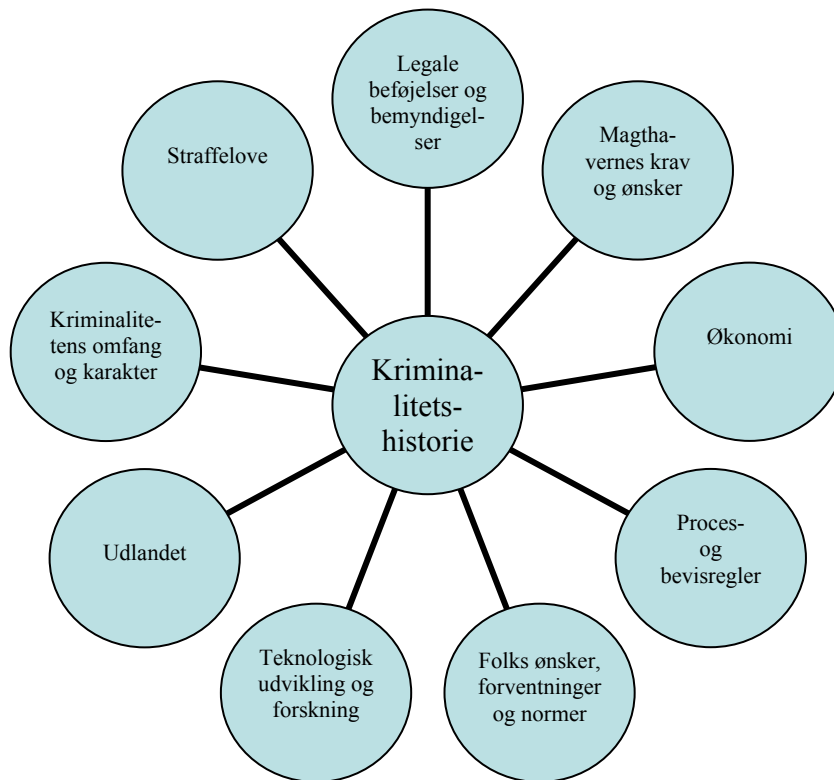 Legale
beføjelser og
bemyndigel-
ser
Magtha-
vernes krav
og ønsker
Økonomi
Proces-
og
bevisregler
Folks ønsker,
forventninger
og normer
Teknologisk
udvikling og
forskning
Udlandet
Kriminalite-
tens omfang
og karakter
Straffelove
Krimina-
litets-
historie